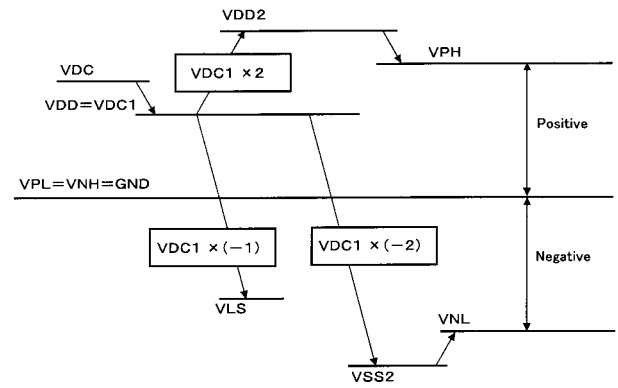 VDD2
VPH
VDC
VDC1 ×2
VDD=VDC1
Positive
VPL=VNH=GND
VDC1 ×(−1)
VDC1 ×(−2)
Negative
VLS
VNL
VSS2